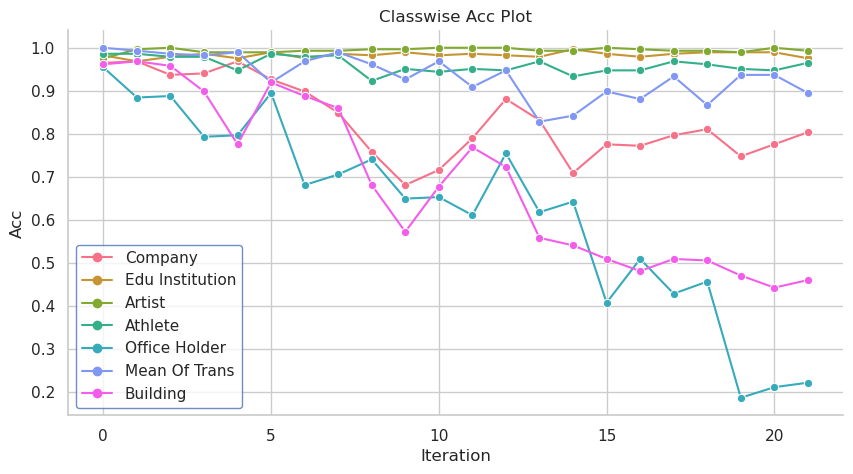 Classwise Acc Plot
1.0
0.9
0.8
0.7
0.6
0.5
0.4
0.3
0.2
Acc
Company
Edu Institution
Artist
Athlete
Office Holder
Mean Of Trans
Building
0 5 10 15 20
Iteration